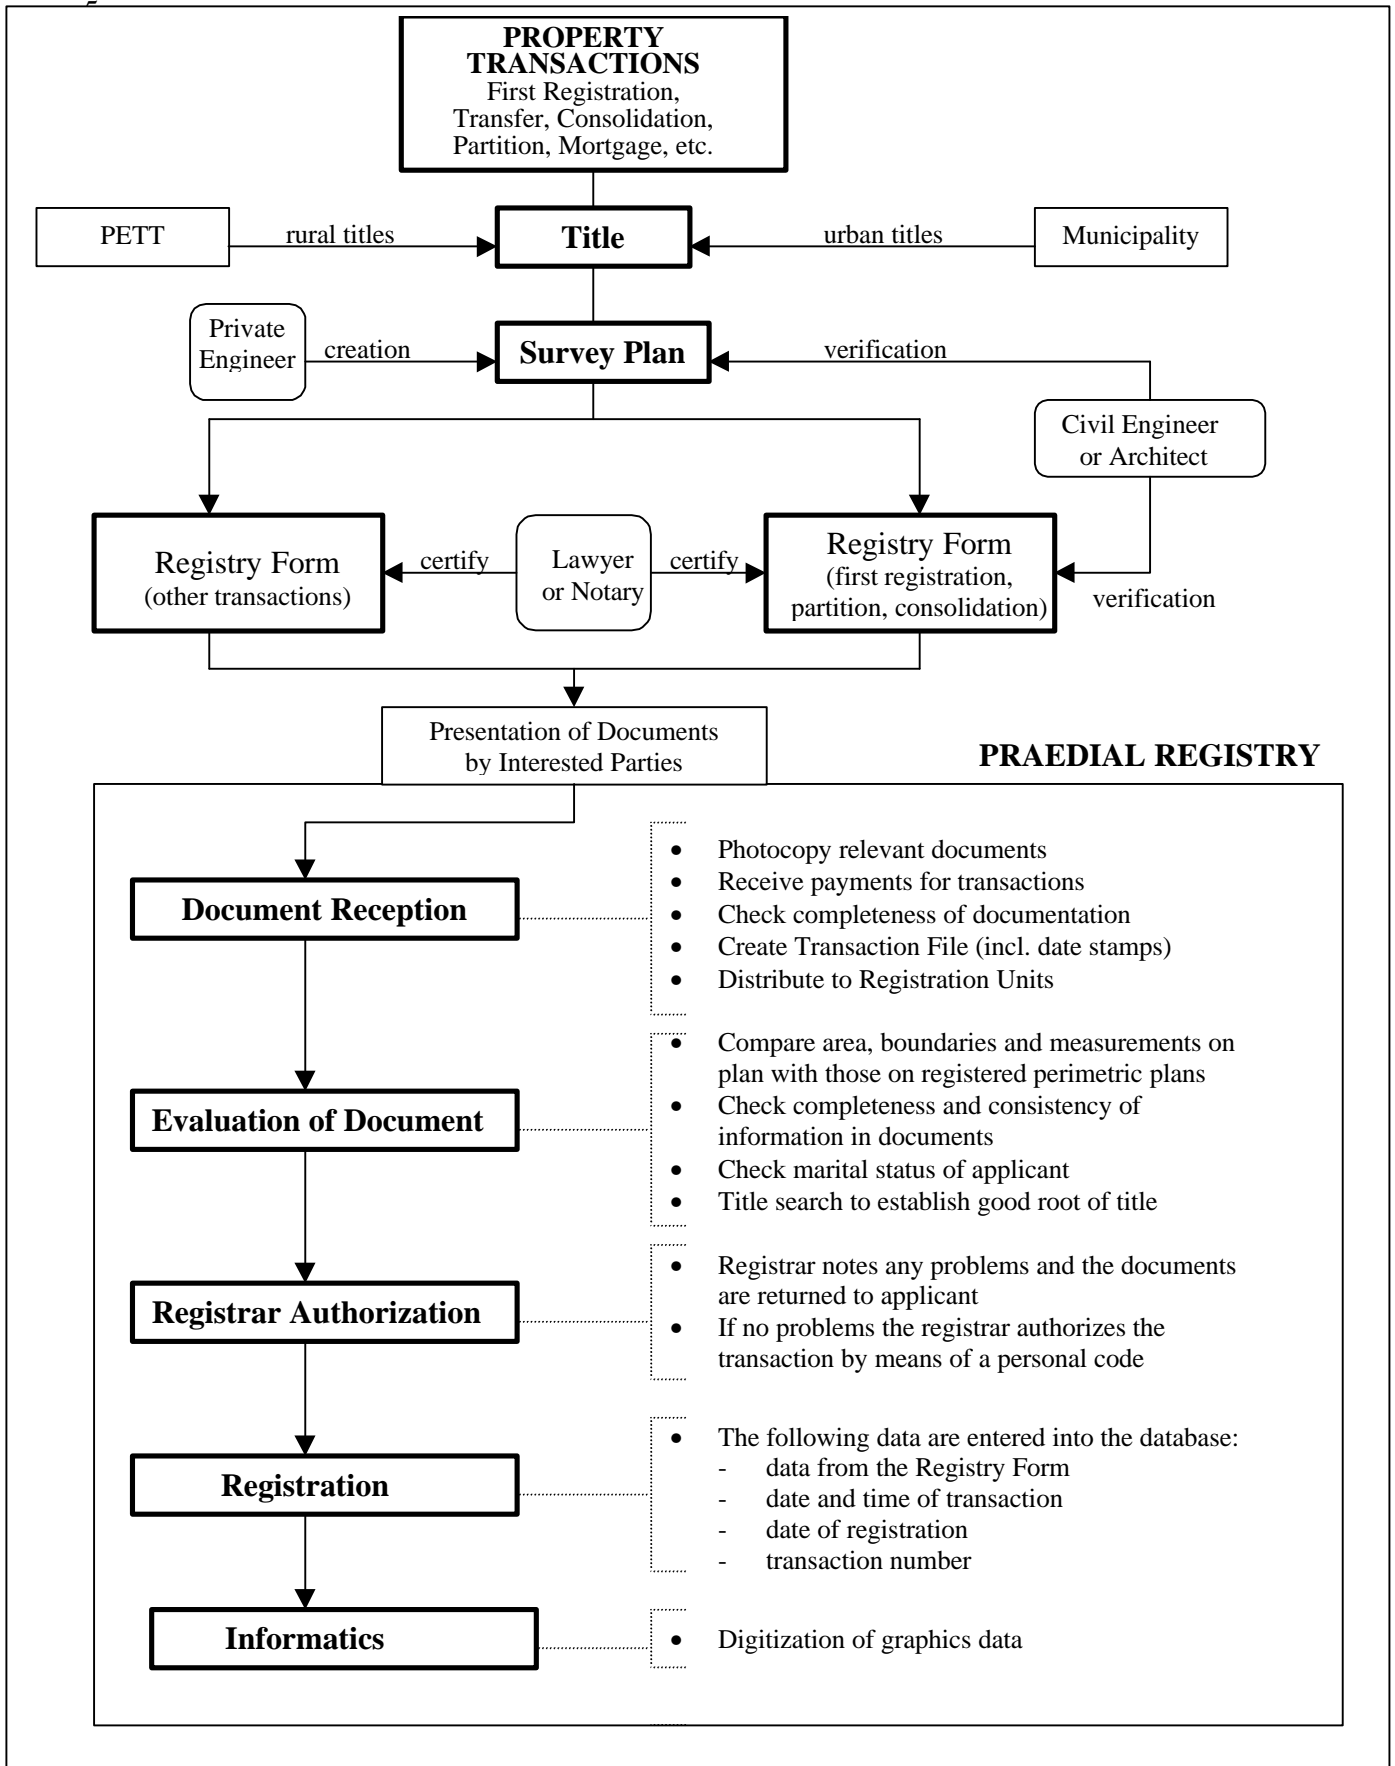 PROPERTY
TRANSACTIONS
First Registration,
Transfer, Consolidation,
Partition, Mortgage, etc.
PETT
rural titles
Title
urban titles
Municipality
Private
Engineer
creation
Survey Plan
verification
Civil Engineer
or Architect
Registry Form
(other transactions)
certify
Lawyer
or Notary
certify
Registry Form
(first registration,
partition, consolidation)
verification
Presentation of Documents
by Interested Parties
PRAEDIAL REGISTRY
Document Reception
• Photocopy relevant documents
• Receive payments for transactions
• Check completeness of documentation
• Create Transaction File (incl. date stamps)
• Distribute to Registration Units
Evaluation of Document
• Compare area, boundaries and measurements on
plan with those on registered perimetric plans
• Check completeness and consistency of
information in documents
• Check marital status of applicant
• Title search to establish good root of title
Registrar Authorization
• Registrar notes any problems and the documents
are returned to applicant
• If no problems the registrar authorizes the
transaction by means of a personal code
Registration
• The following data are entered into the database:
- data from the Registry Form
- date and time of transaction
- date of registration
- transaction number
Informatics
• Digitization of graphics data